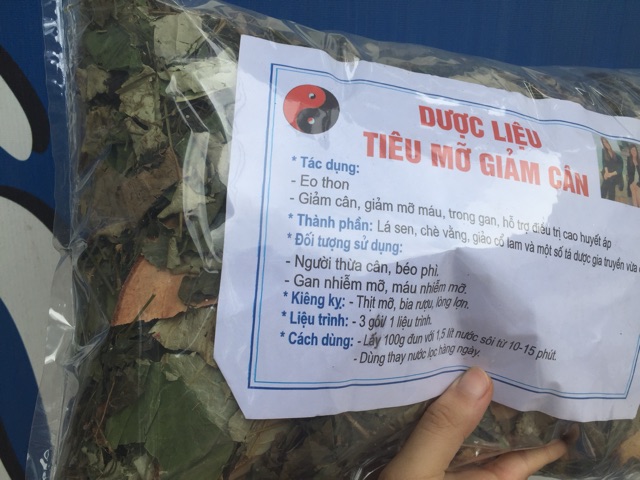 DƯỢC LIỆU
TIÊU MỠ GIẢM CÂN
* Tác dụng:
- Eo thon
- Giảm cân, giảm mỡ máu, trong gan, hỗ trợ điều trị cao huyết áp
* Thành phần: Lá sen, chè vằng, giảo cổ lam và một số tá dược gia truyền vừa
* Đối tượng sử dụng:
- Người thừa cân, béo phì.
- Gan nhiễm mỡ, máu nhiễm mỡ.
* Kiêng kỵ: - Thịt mỡ, bia rượu, lòng lợn.
* Liệu trình: - 3 gói/ 1 liệu trình.
* Cách dùng: - Lấy 100g đun với 1,5 lít nước sôi từ 10-15 phút.
- Dùng thay nước lọc hàng ngày.